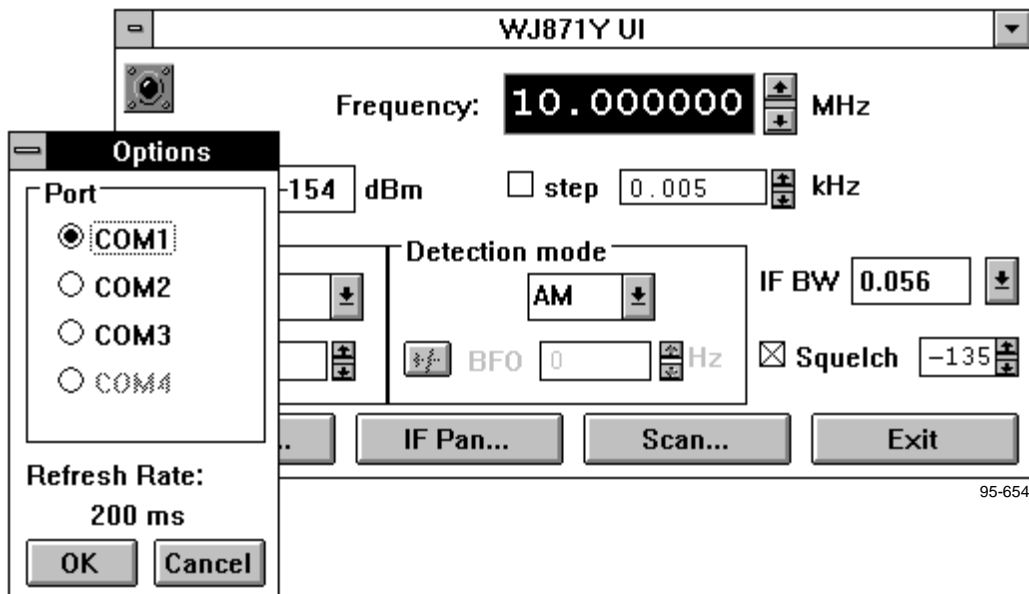 WJ871Y UI
Frequency: 10.000000 MHz
-154 dBm
step 0.005 kHz
Detection mode
AM
IF BW 0.056
BFO 0 Hz
Squelch -135
..
IF Pan...
Scan...
Exit
Options
Port
COM1
COM2
COM3
COM4
Refresh Rate:
200 ms
OK
Cancel
95-654